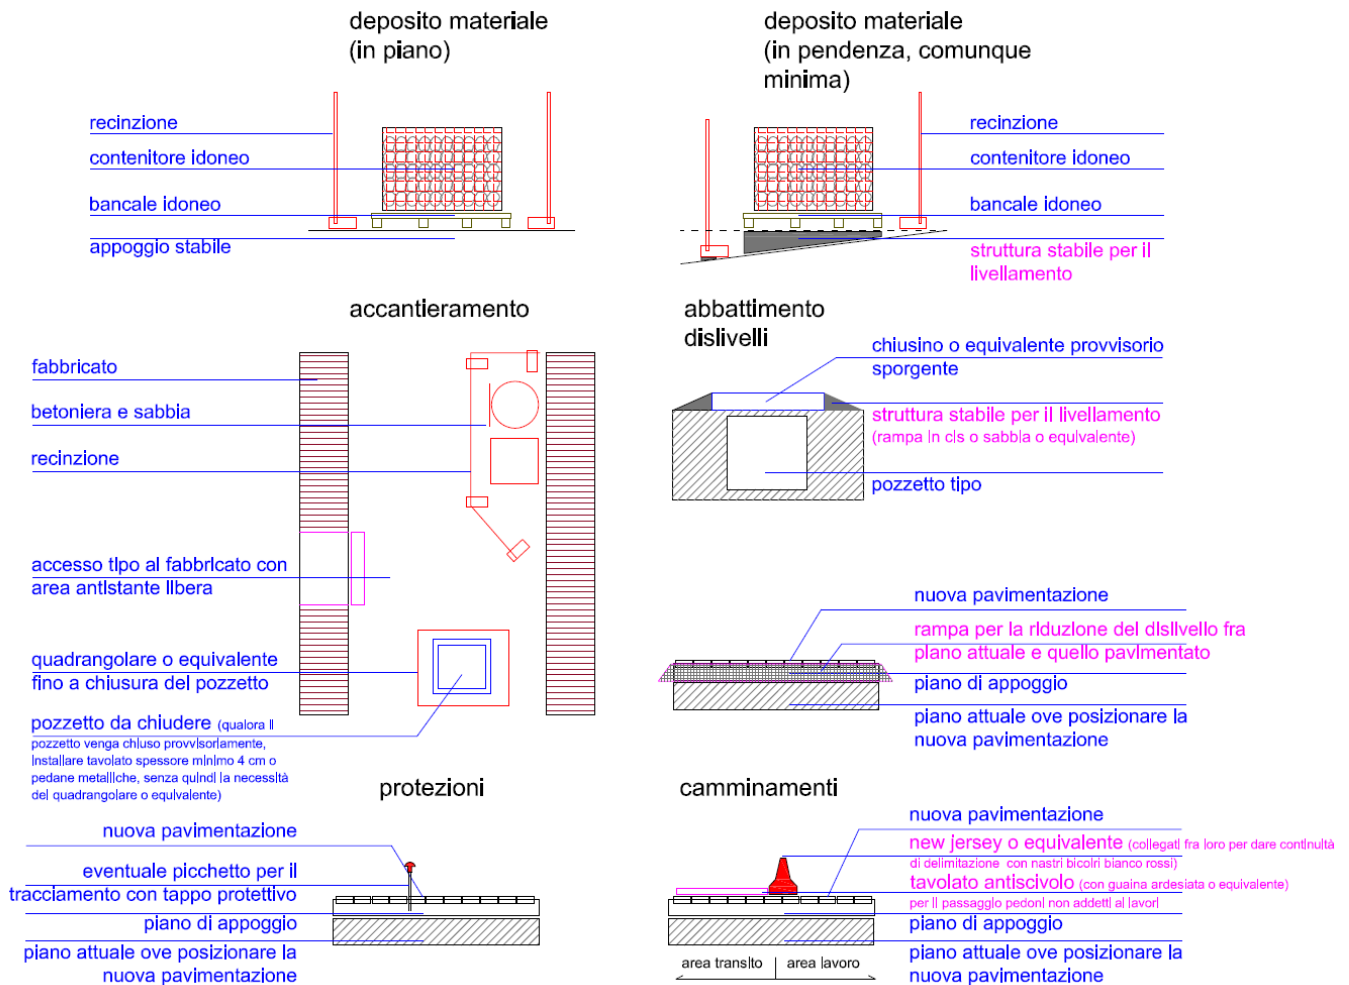 deposito materiale
(in piano)
recinzione
contenitore idoneo
bancale idoneo
appoggio stabile
deposito materiale
(in pendenza, comunque
minima)
recinzione
contenitore idoneo
bancale idoneo
struttura stabile per il
livellamento
accantieramento
fabbricato
betoniera e sabbia
recinzione
accesso tipo al fabbricato con
area antistante libera
quadrangolare o equivalente
fino a chiusura del pozzetto
pozzetto da chiudere (qualora il
pozzetto venga chiuso provvisoriamente,
installare tavolato spessore minimo 4 cm o
pedane metalliche, senza quindi la necessità
del quadrangolare o equivalente)
abbattimento
dislivelli
chiusino o equivalente provvisorio
sporgente
struttura stabile per il livellamento
(rampa in cls o sabbia o equivalente)
pozzetto tipo
nuova pavimentazione
rampa per la riduzione del dislivello fra
piano attuale e quello pavimentato
piano di appoggio
piano attuale ove posizionare la
nuova pavimentazione
protezioni
nuova pavimentazione
eventuale picchetto per il
tracciamento con tappo protettivo
piano di appoggio
piano attuale ove posizionare la
nuova pavimentazione
camminamenti
nuova pavimentazione
new jersey o equivalente (collegati fra loro per dare continuità
di delimitazione con nastri bicolri bianco rossi)
tavolato antiscivolo (con guaina ardesiata o equivalente)
per il passaggio pedoni non addetti ai lavori
piano di appoggio
piano attuale ove posizionare la
nuova pavimentazione
area transito
area lavoro